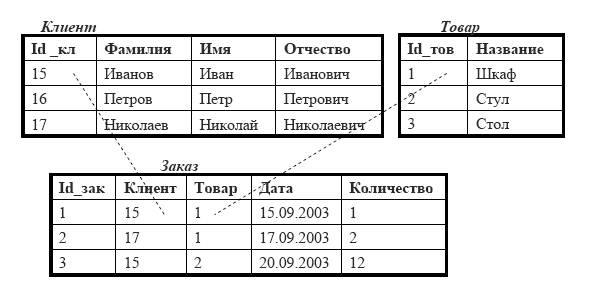 Клиент
Id _кл Фамилия Имя Отчество
15 Иванов Иван Иванович
16 Петров Петр Петрович
17 Николаев Николай Николаевич
Товар
Id_тов Название
1 Шкаф
2 Стул
3 Стол
Заказ
Id_зак Клиент Товар Дата Количество
1 15 1 15.09.2003 1
2 17 1 17.09.2003 2
3 15 2 20.09.2003 12